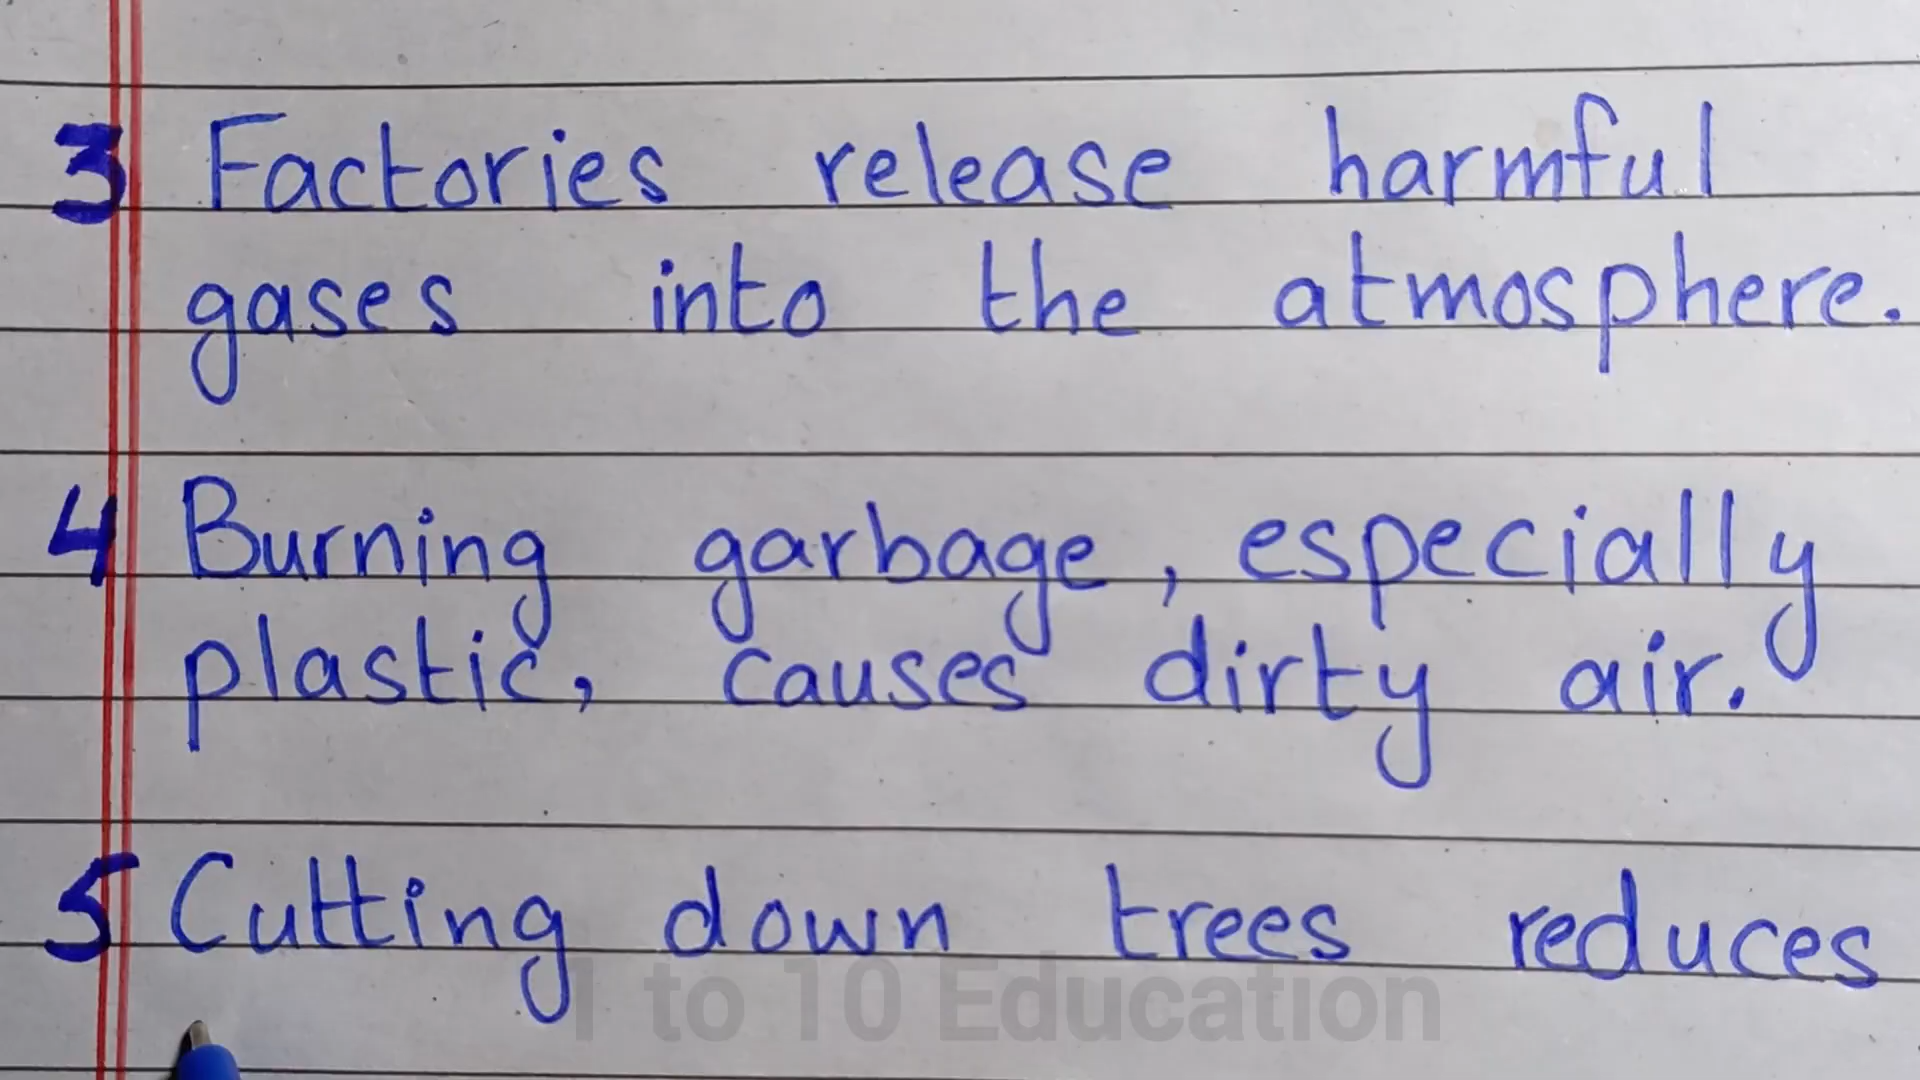 3 Factories release harmful
gases into the atmosphere.
4 Burning garbage, especially
plastic, causes dirty air.
5 Cutting down trees reduces
1 to 10 Education